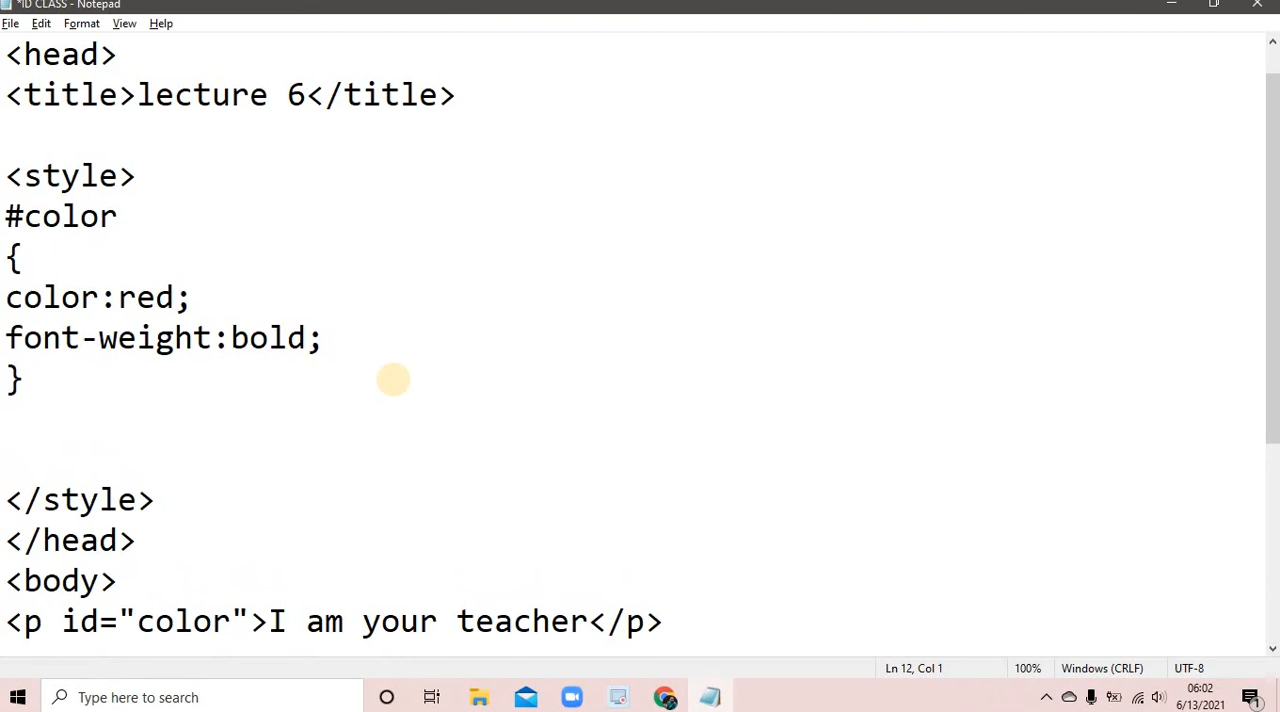 *ID CLASS - Notepad
File Edit Format View Help
<head>
<title>lecture 6</title>
<style>
#color
{
color:red;
font-weight:bold;
}
</style>
</head>
<body>
<p id="color">I am your teacher</p>
Ln 12, Col 1 100% Windows (CRLF) UTF-8
Type here to search
06:02
6/13/2021
1